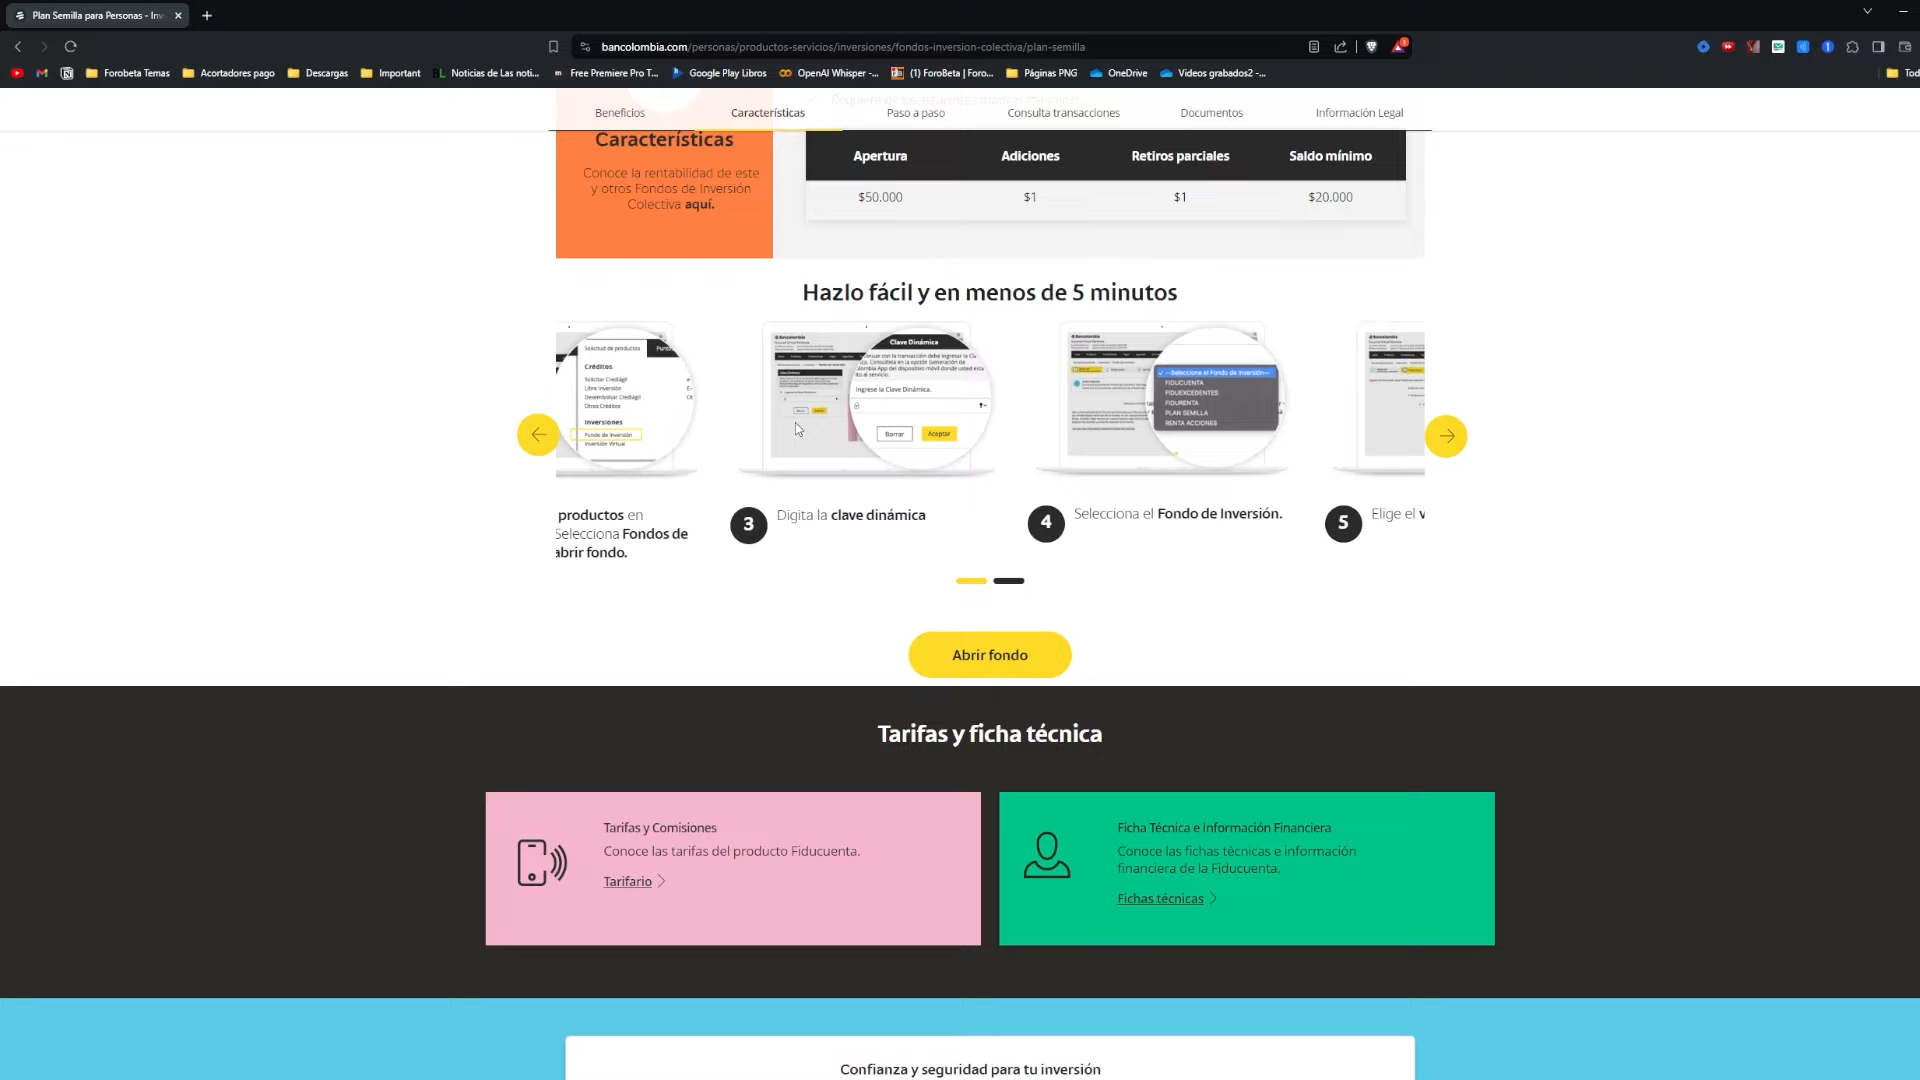 Plan Semilla para Personas - Inv
bancolombia.com/personas/productos-servicios/inversiones/fondos-inversion-colectiva/plan-semilla
Forobeta Temas
Acortadores pago
Descargas
Important
Noticias de Las noti...
Free Premiere Pro T...
Google Play Libros
OpenAI Whisper -...
(1) ForoBeta | Foro...
Páginas PNG
OneDrive
Videos grabados2 -...
Tod
Beneficios
Características
Paso a paso
Consulta transacciones
Documentos
Información Legal
Características
Conoce la rentabilidad de este
y otros Fondos de Inversión
Colectiva aquí.
Apertura Adiciones Retiros parciales Saldo mínimo
$50.000 $1 $1 $20.000
Hazlo fácil y en menos de 5 minutos
Solicitud de productos
Créditos
Solicitar Crediágil
Libre Inversión
Desembolsar Crediágil
Otros Créditos
Inversiones
Fondo de Inversión
Inversión Virtual
Clave Dinámica
Ingrese la Clave Dinámica.
Borrar
Aceptar
--Seleccione el Fondo de Inversión--
FIDUCUENTA
FIDUEXCEDENTES
FIDURENTA
PLAN SEMILLA
RENTA ACCIONES
productos en
Selecciona Fondos de
abrir fondo.
3 Digita la clave dinámica
4 Selecciona el Fondo de Inversión.
5 Elige el v
Abrir fondo
Tarifas y ficha técnica
Tarifas y Comisiones
Conoce las tarifas del producto Fiducuenta.
Tarifario
Ficha Técnica e Información Financiera
Conoce las fichas técnicas e información
financiera de la Fiducuenta.
Fichas técnicas
Confianza y seguridad para tu inversión